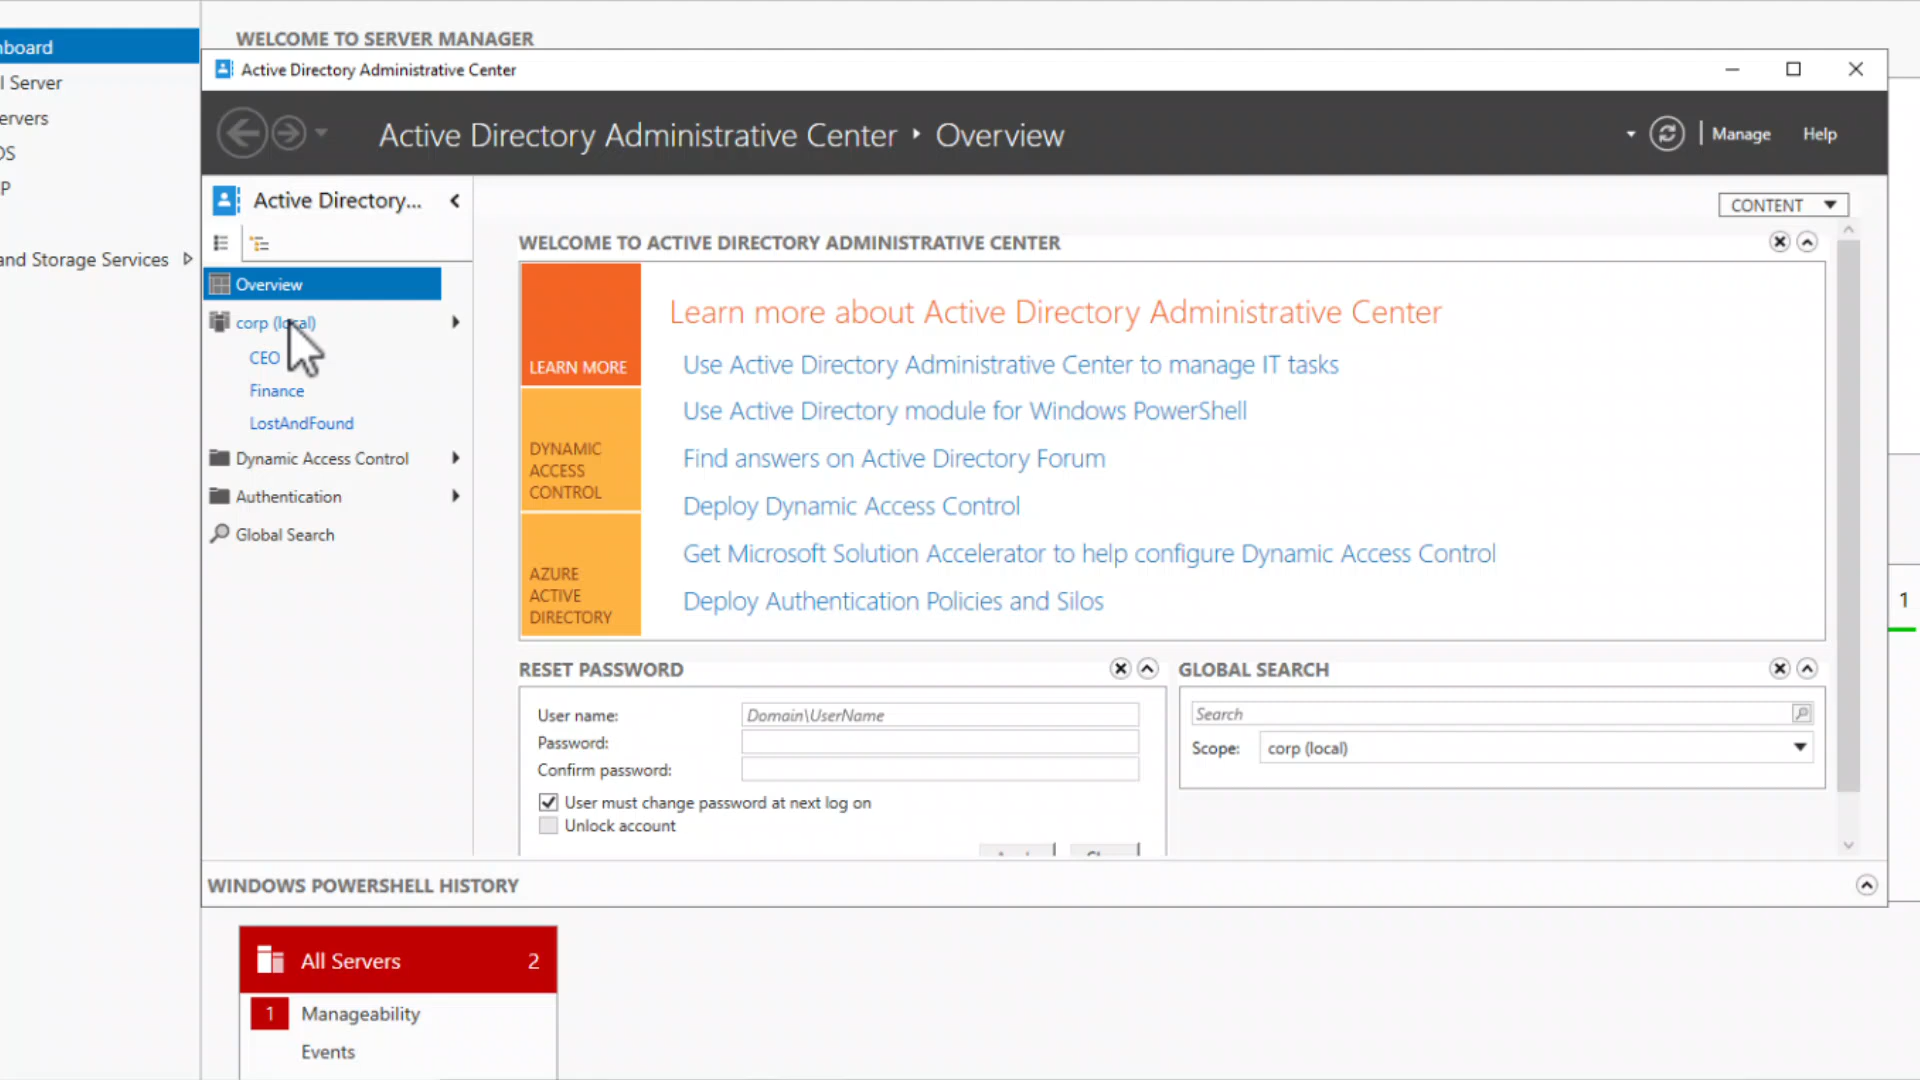 WELCOME TO SERVER MANAGER
board
l Server
ervers
DS
P
and Storage Services
Active Directory Administrative Center
Active Directory Administrative Center
Overview
Manage
Help
Active Directory...
CONTENT
Overview
corp (local)
CEO
Finance
LostAndFound
Dynamic Access Control
Authentication
Global Search
WELCOME TO ACTIVE DIRECTORY ADMINISTRATIVE CENTER
LEARN MORE
DYNAMIC
ACCESS
CONTROL
AZURE
ACTIVE
DIRECTORY
Learn more about Active Directory Administrative Center
Use Active Directory Administrative Center to manage IT tasks
Use Active Directory module for Windows PowerShell
Find answers on Active Directory Forum
Deploy Dynamic Access Control
Get Microsoft Solution Accelerator to help configure Dynamic Access Control
Deploy Authentication Policies and Silos
1
RESET PASSWORD
User name:
Domain\UserName
Password:
Confirm password:
User must change password at next log on
Unlock account
GLOBAL SEARCH
Search
Scope:
corp (local)
WINDOWS POWERSHELL HISTORY
All Servers 2
1 Manageability
Events